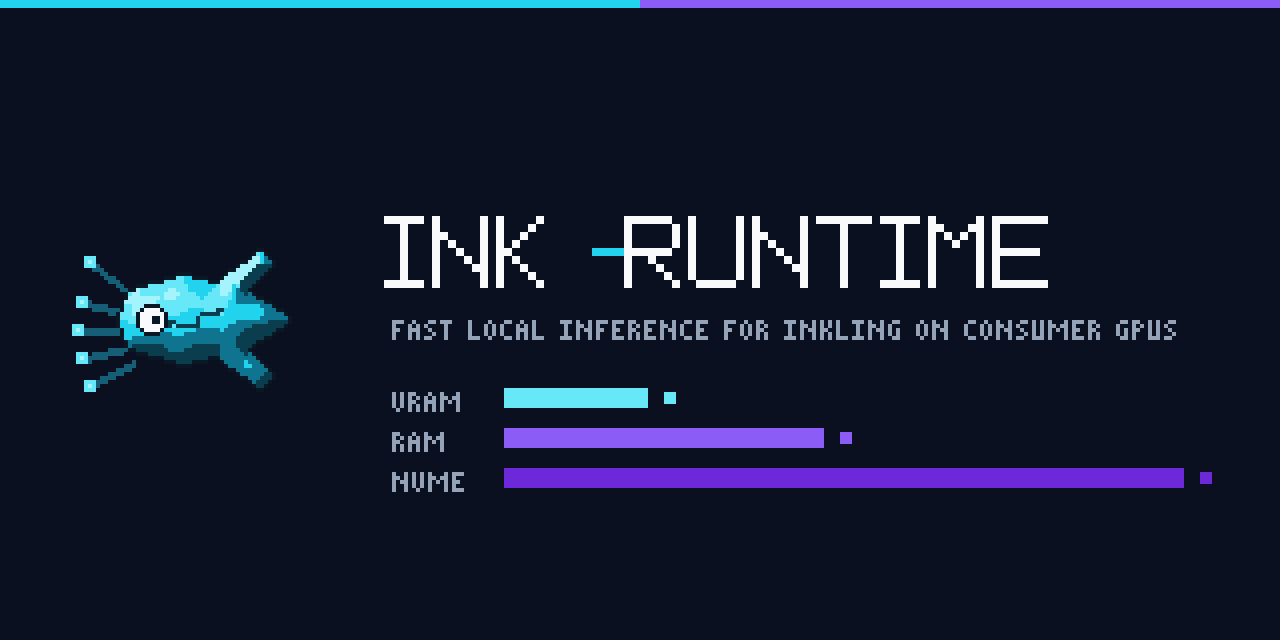 INK -RUNTIME
FAST LOCAL INFERENCE FOR INKLING ON CONSUMER GPUS
VRAM
RAM
NVME